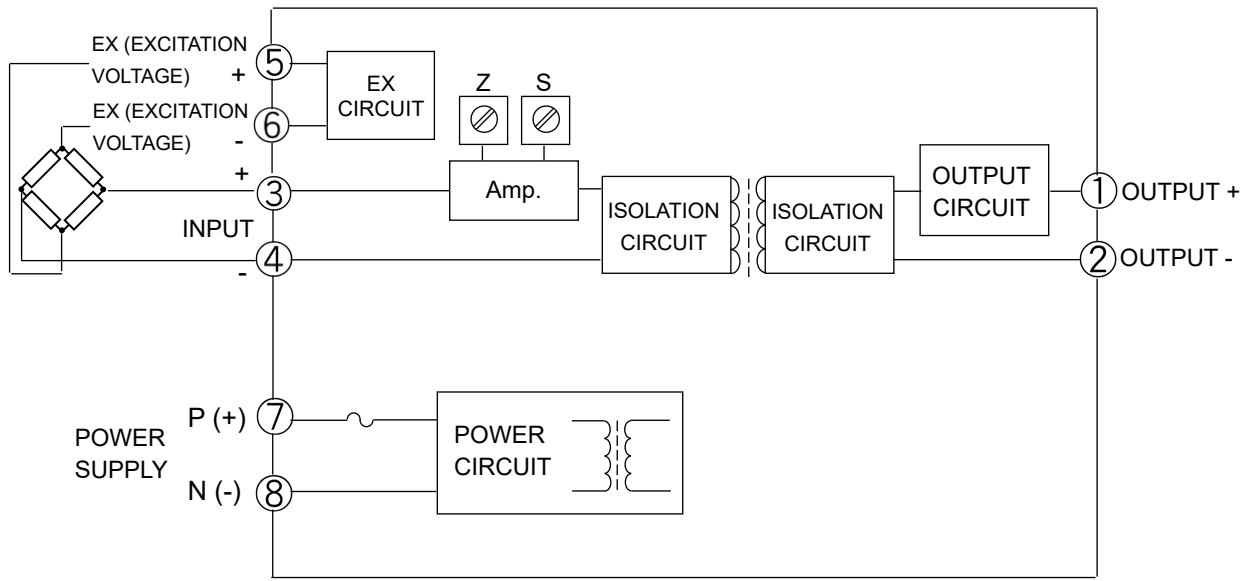 EX (EXCITATION
VOLTAGE) +
5
EX
CIRCUIT
EX (EXCITATION
VOLTAGE) -
6
Z
S
+
3
Amp.
INPUT
-
4
ISOLATION
CIRCUIT
ISOLATION
CIRCUIT
OUTPUT
CIRCUIT
1 OUTPUT +
2 OUTPUT -
POWER
SUPPLY
P (+) 7
N (-) 8
POWER
CIRCUIT